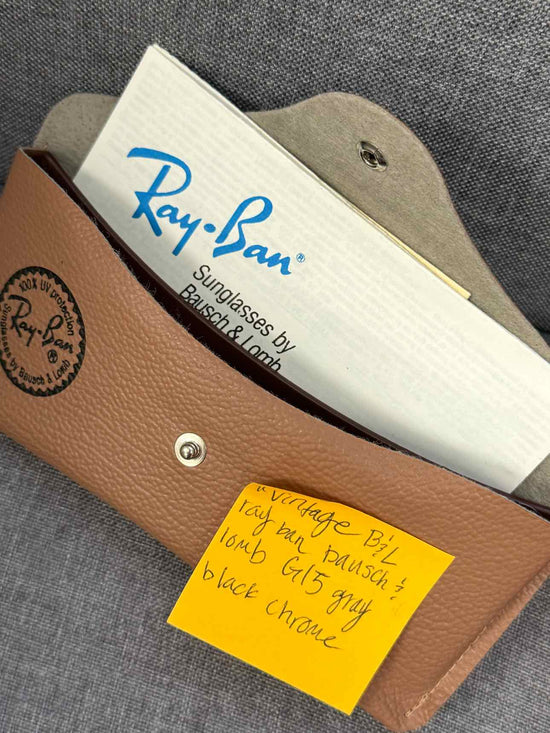 Ray-Ban®
Sunglasses by
Bausch & Lomb
100% UV protection
Ray-Ban
®
Sunglasses by Bausch & Lomb
vintage B&L
ray ban bausch &
lomb G15 gray
black chrome